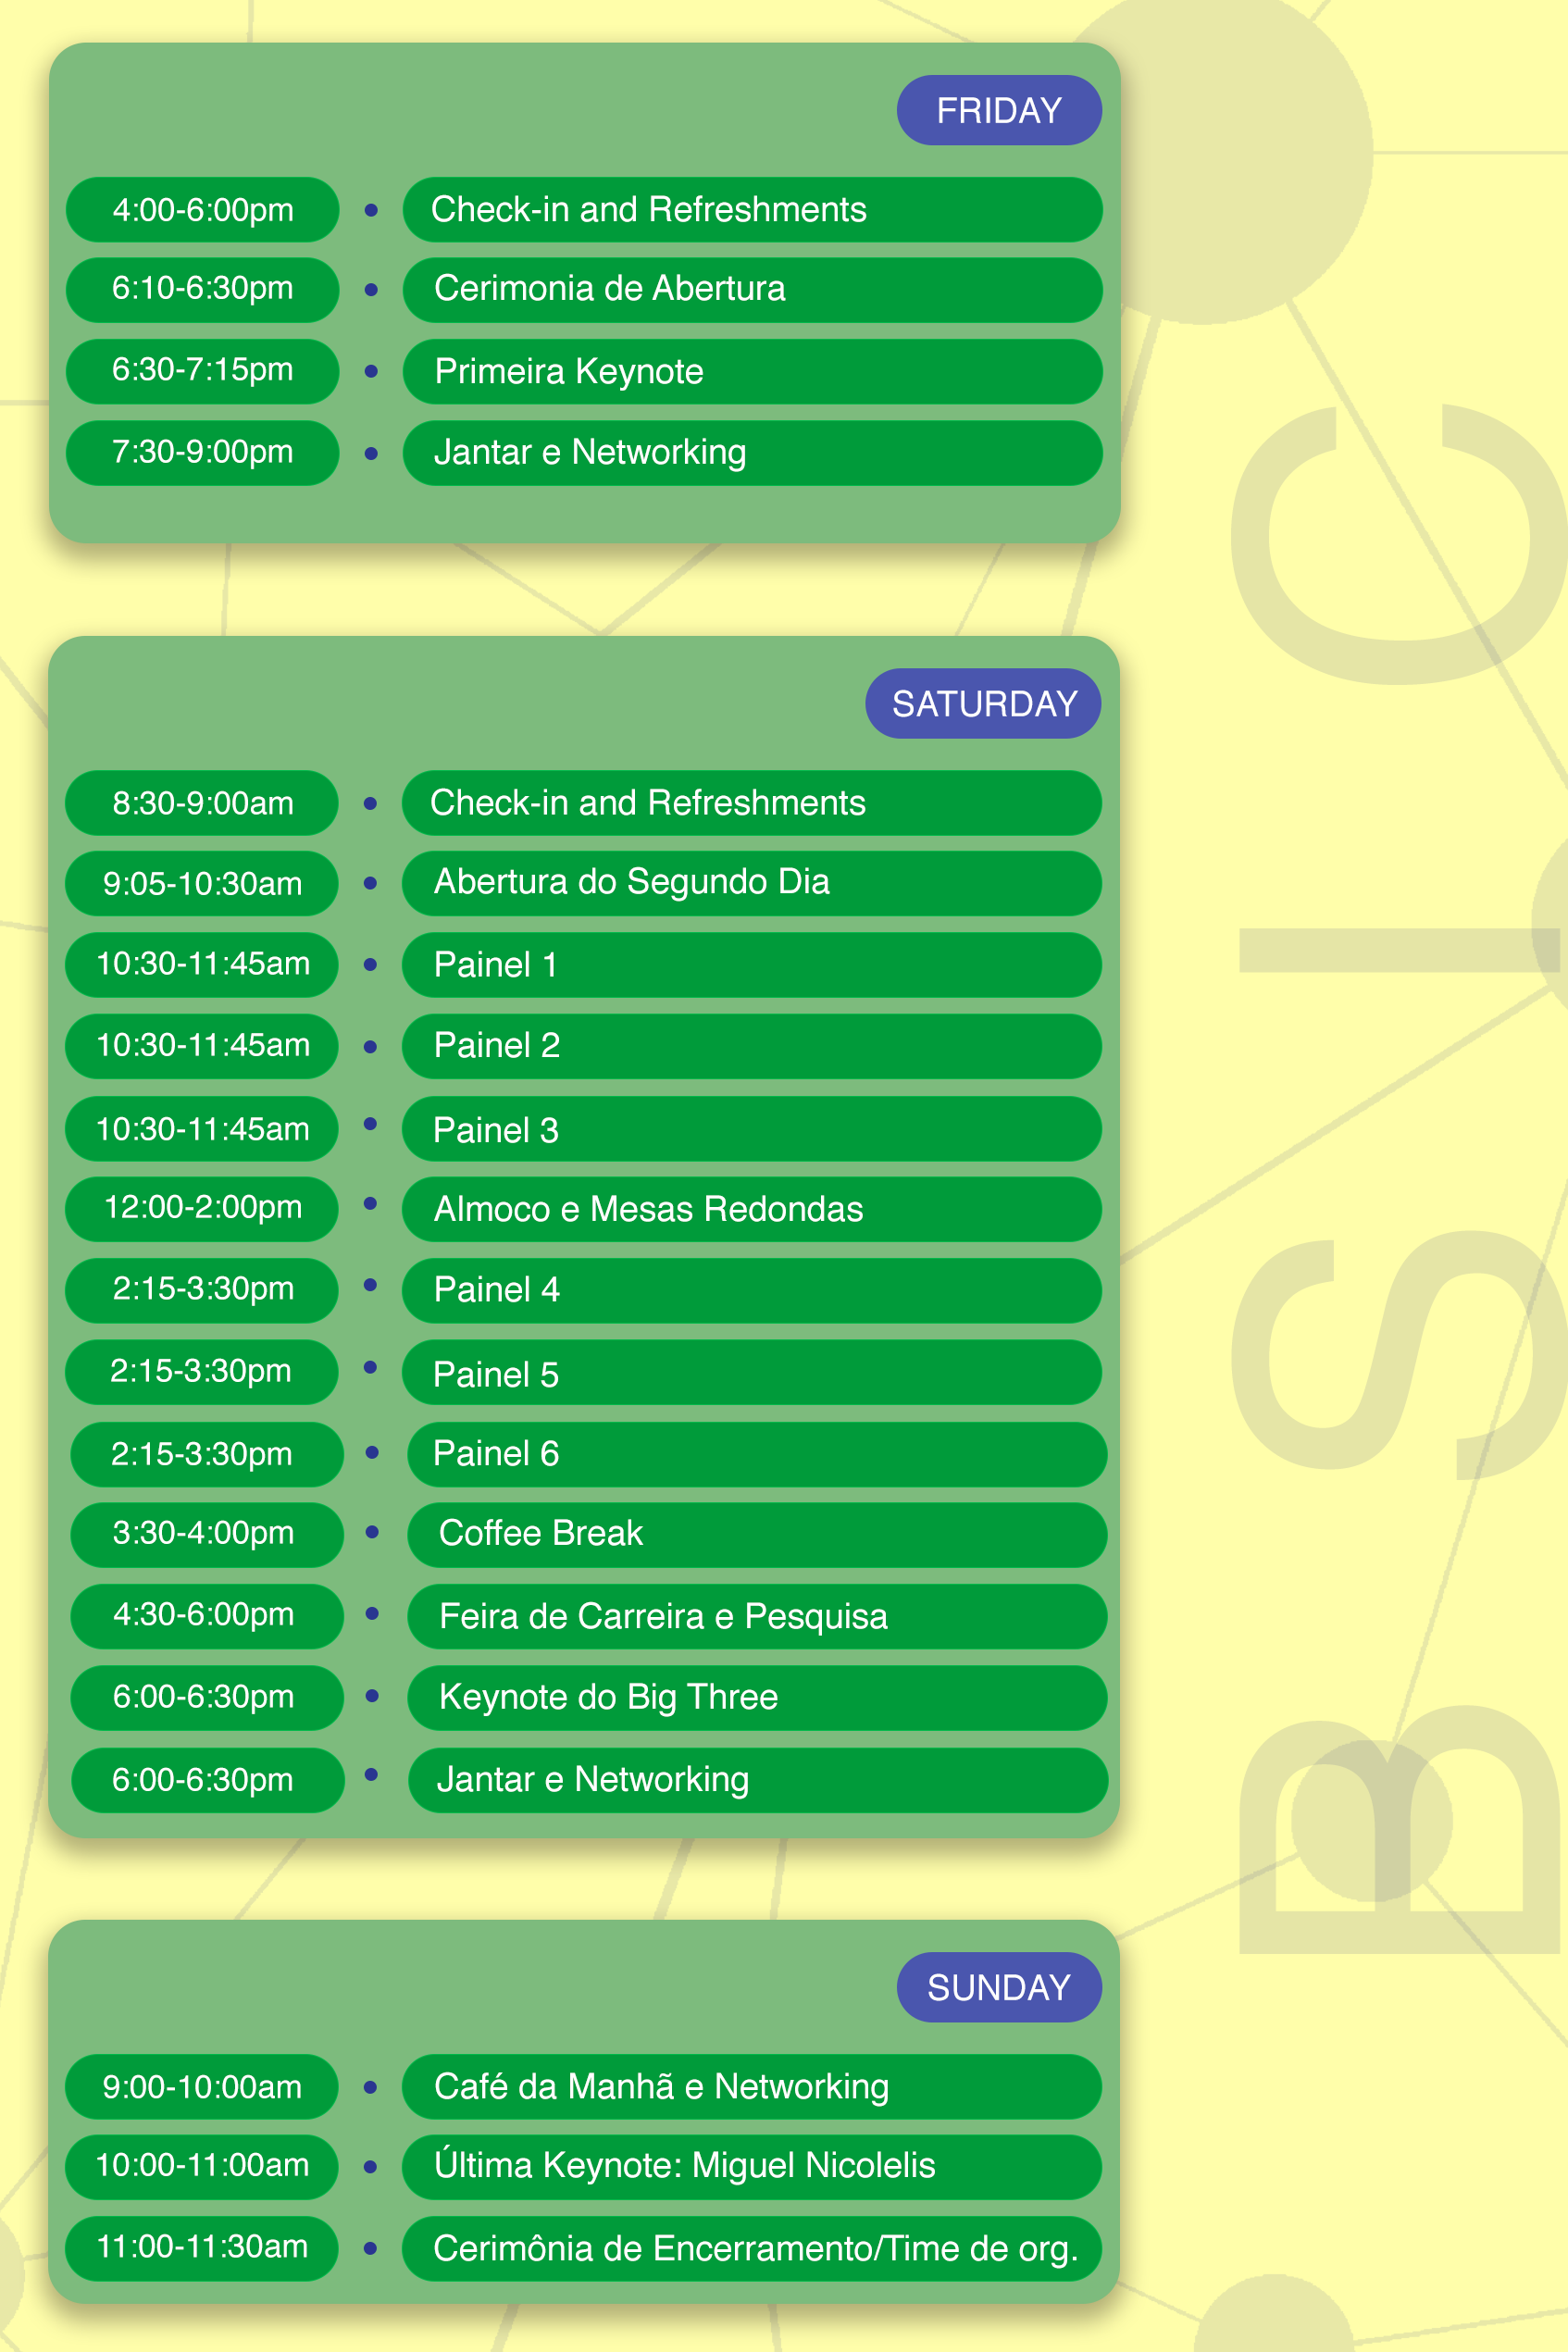 FRIDAY
4:00-6:00pm • Check-in and Refreshments
6:10-6:30pm • Cerimonia de Abertura
6:30-7:15pm • Primeira Keynote
7:30-9:00pm • Jantar e Networking
SATURDAY
8:30-9:00am • Check-in and Refreshments
9:05-10:30am • Abertura do Segundo Dia
10:30-11:45am • Painel 1
10:30-11:45am • Painel 2
10:30-11:45am • Painel 3
12:00-2:00pm • Almoco e Mesas Redondas
2:15-3:30pm • Painel 4
2:15-3:30pm • Painel 5
2:15-3:30pm • Painel 6
3:30-4:00pm • Coffee Break
4:30-6:00pm • Feira de Carreira e Pesquisa
6:00-6:30pm • Keynote do Big Three
6:00-6:30pm • Jantar e Networking
SUNDAY
9:00-10:00am • Café da Manhã e Networking
10:00-11:00am • Última Keynote: Miguel Nicolelis
11:00-11:30am • Cerimônia de Encerramento/Time de org.
BSIC